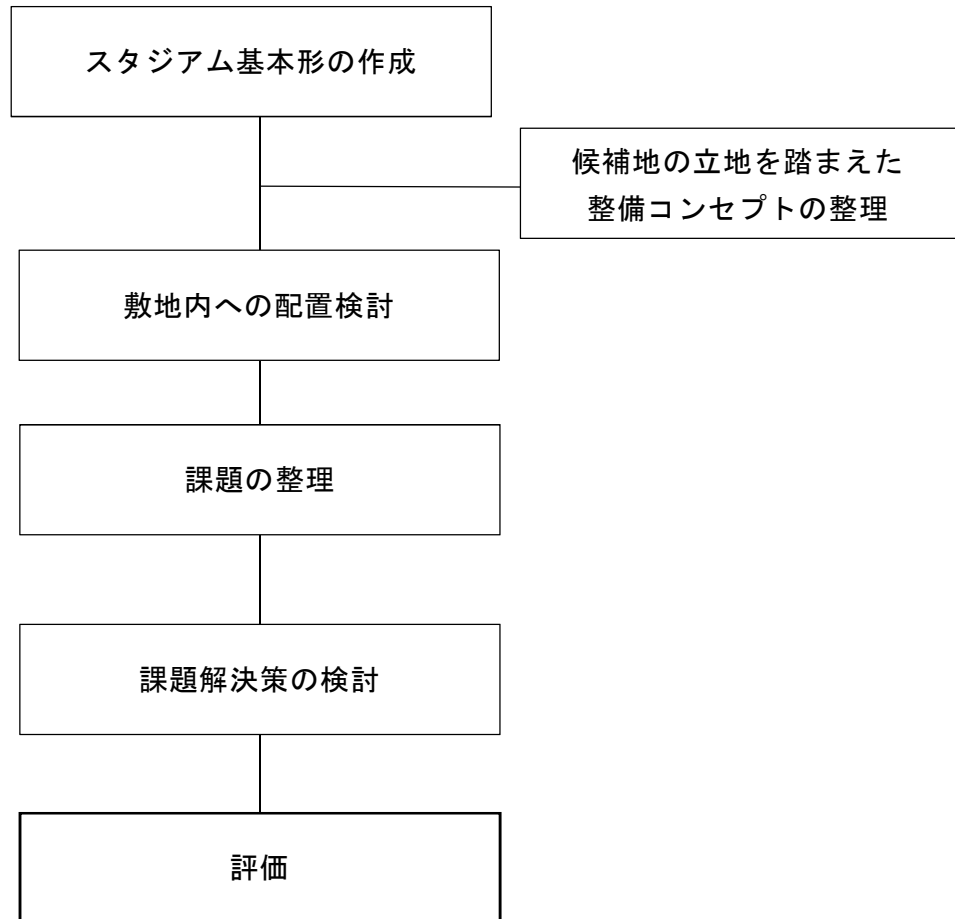 スタジアム基本形の作成
候補地の立地を踏まえた
整備コンセプトの整理
敷地内への配置検討
課題の整理
課題解決策の検討
評価